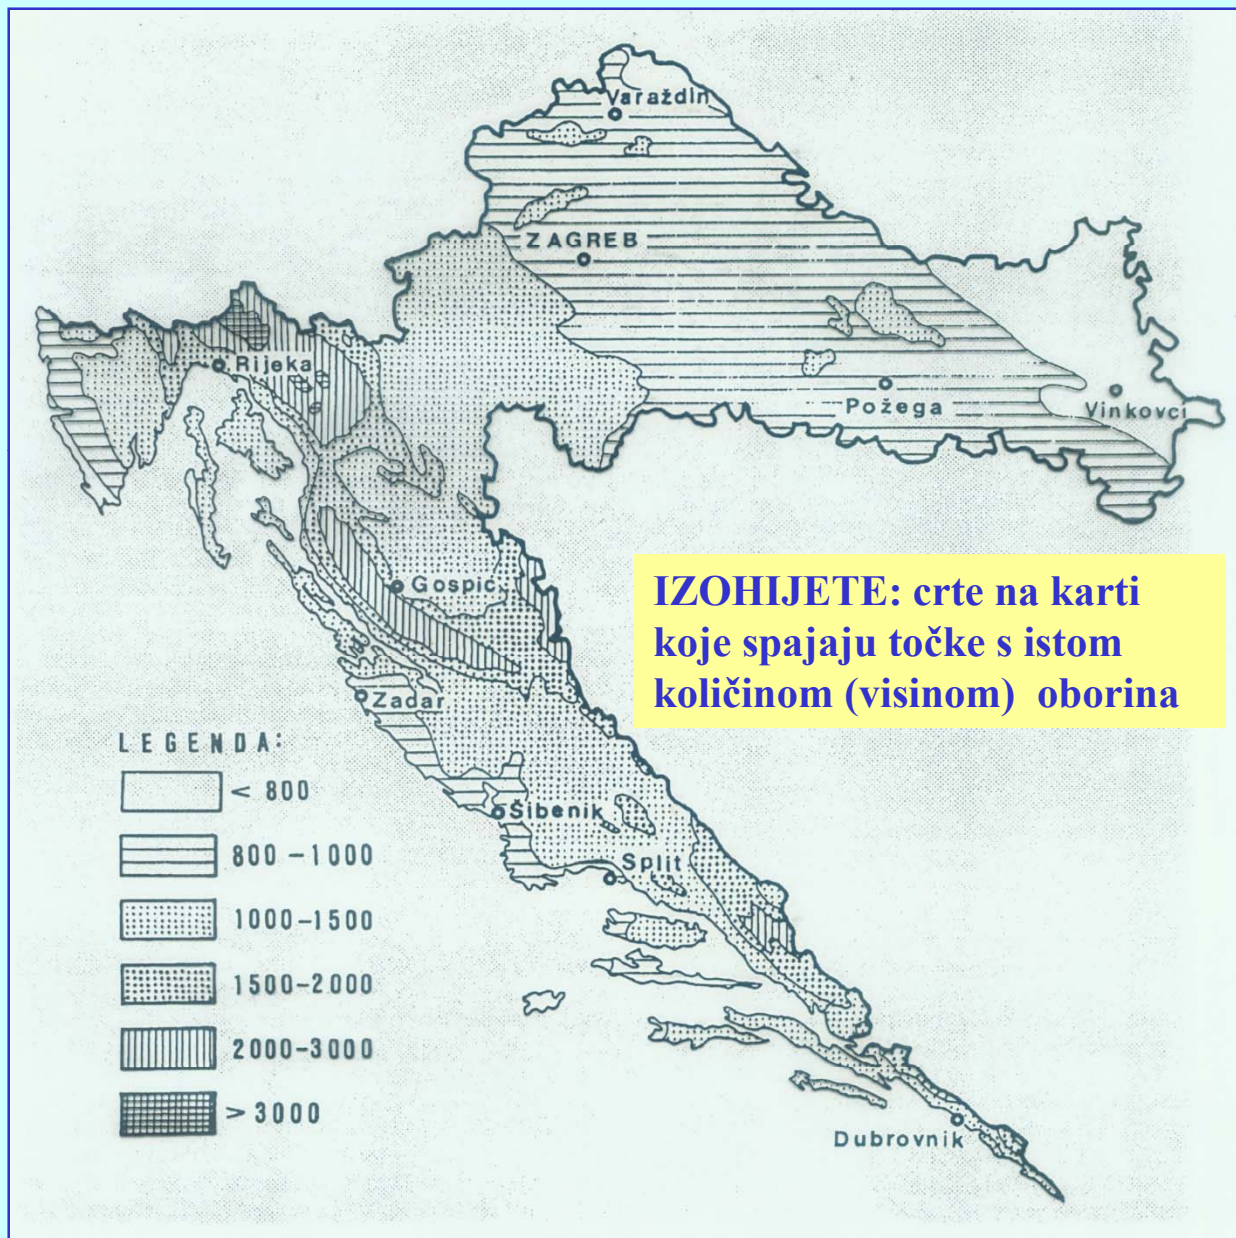 Varaždin
ZAGREB
Rijeka
Požega
Vinkovci
Gospić
IZOHIJETE: crte na karti
koje spajaju točke s istom
količinom (visinom) oborina
Zadar
LEGENDA:
< 800
Šibenik
800-1000
Split
1000-1500
1500-2000
2000-3000
> 3000
Dubrovnik